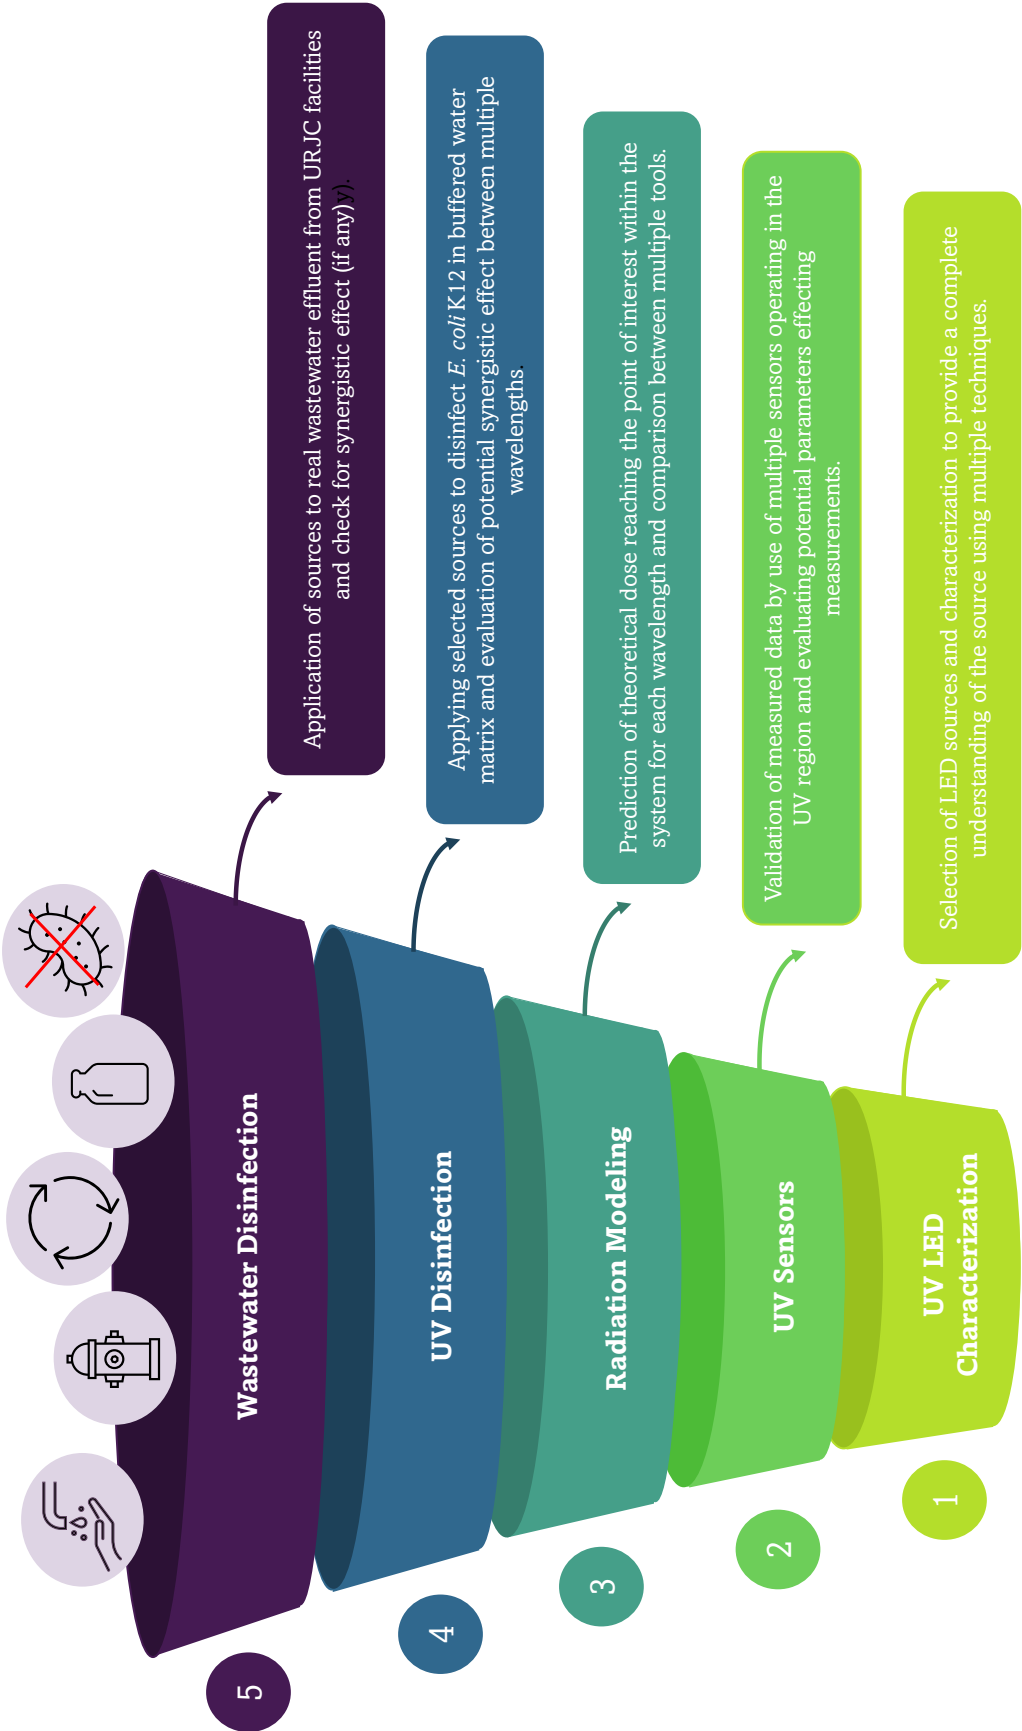 5
Wastewater Disinfection
Application of sources to real wastewater effluent from URJC facilities
and check for synergistic effect (if any)y).
4
UV Disinfection
Applying selected sources to disinfect E. coli K12 in buffered water
matrix and evaluation of potential synergistic effect between multiple
wavelengths.
3
Radiation Modeling
Prediction of theoretical dose reaching the point of interest within the
system for each wavelength and comparison between multiple tools.
2
UV Sensors
Validation of measured data by use of multiple sensors operating in the
UV region and evaluating potential parameters effecting
measurements.
1
UV LED
Characterization
Selection of LED sources and characterization to provide a complete
understanding of the source using multiple techniques.